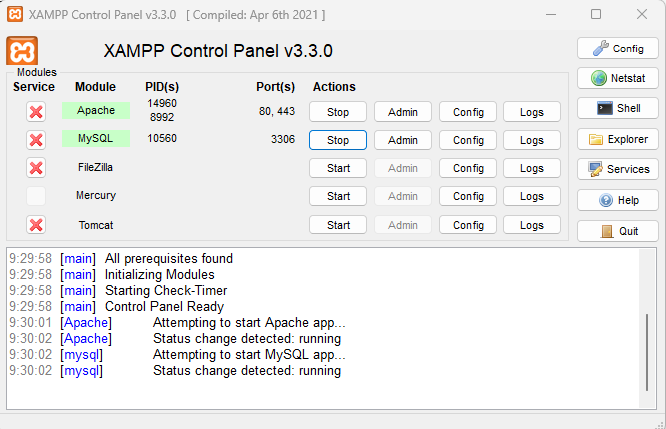 XAMPP Control Panel v3.3.0 [ Compiled: Apr 6th 2021 ]
XAMPP Control Panel v3.3.0
Config
Modules
Service Module PID(s) Port(s) Actions
Netstat
Apache 14960 8992 80, 443 Stop Admin Config Logs
Shell
MySQL 10560 3306 Stop Admin Config Logs
Explorer
FileZilla Start Admin Config Logs
Services
Mercury Start Admin Config Logs
Help
Tomcat Start Admin Config Logs
Quit
9:29:58 [main] All prerequisites found
9:29:58 [main] Initializing Modules
9:29:58 [main] Starting Check-Timer
9:29:58 [main] Control Panel Ready
9:30:01 [Apache] Attempting to start Apache app...
9:30:02 [Apache] Status change detected: running
9:30:02 [mysql] Attempting to start MySQL app...
9:30:02 [mysql] Status change detected: running